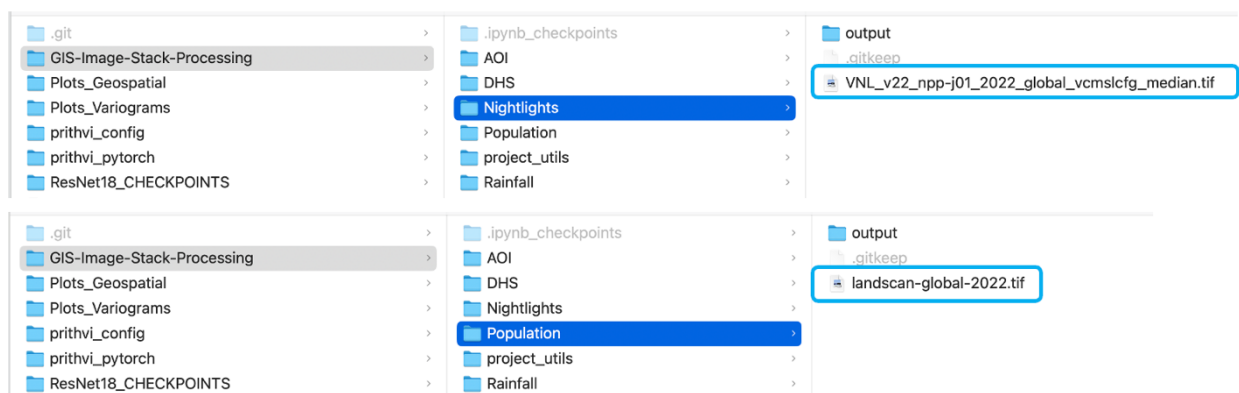 .git
GIS-Image-Stack-Processing
Plots_Geospatial
Plots_Variograms
prithvi_config
prithvi_pytorch
ResNet18_CHECKPOINTS
.ipynb_checkpoints
AOI
DHS
Nightlights
Population
project_utils
Rainfall
output
.gitkeep
VNL_v22_npp-j01_2022_global_vcmslcfg_median.tif
.git
GIS-Image-Stack-Processing
Plots_Geospatial
Plots_Variograms
prithvi_config
prithvi_pytorch
ResNet18_CHECKPOINTS
.ipynb_checkpoints
AOI
DHS
Nightlights
Population
project_utils
Rainfall
output
.gitkeep
landscan-global-2022.tif